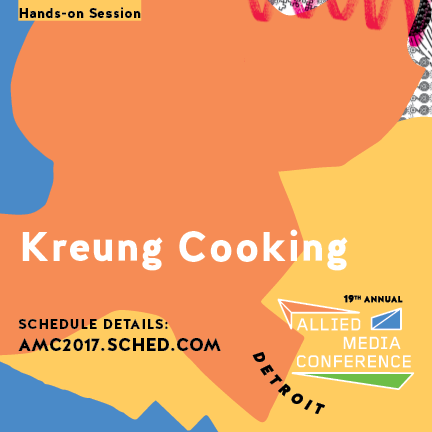 Hands-on Session
Kreung Cooking
SCHEDULE DETAILS:
AMC2017.SCHED.COM
19TH ANNUAL
ALLIED
MEDIA
CONFERENCE
DETROIT